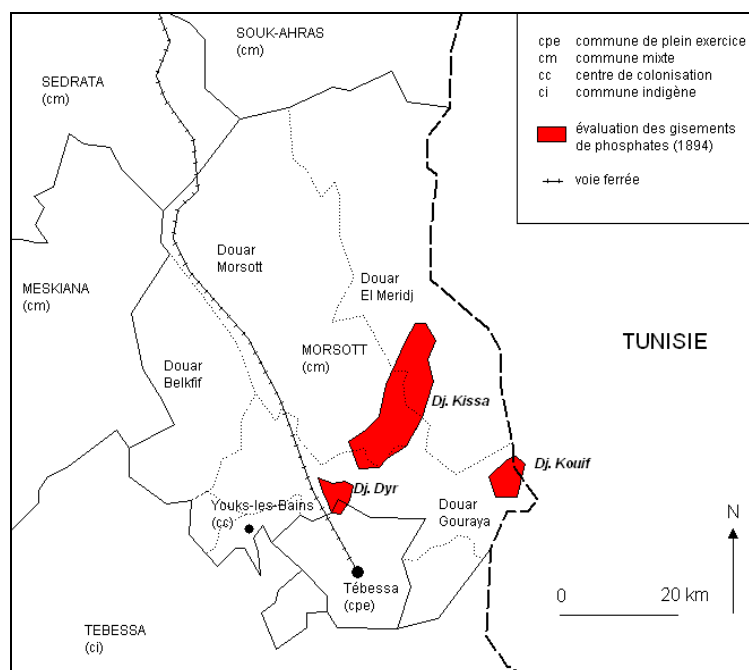 SOUK-AHRAS
(cm)
SEDRATA
(cm)
cpe commune de plein exercice
cm commune mixte
cc centre de colonisation
ci commune indigène
évaluation des gisements
de phosphates (1894)
voie ferrée
Douar
Morsott
Douar
El Meridj
MESKIANA
(cm)
TUNISIE
MORSOTT
(cm)
Douar
Belkfif
Dj. Kissa
Dj. Kouif
Dj. Dyr
Youks-les-Bains
(cc)
Douar
Gouraya
N
Tébessa
(cpe)
0 20 km
TEBESSA
(ci)